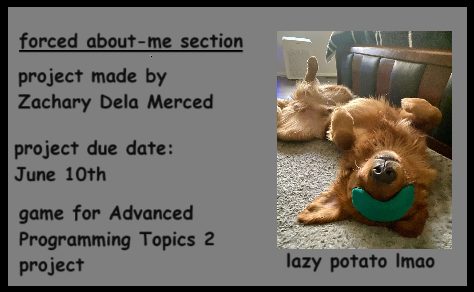 forced about-me section
project made by
Zachary Dela Merced
project due date:
June 10th
game for Advanced
Programming Topics 2
project
lazy potato lmao